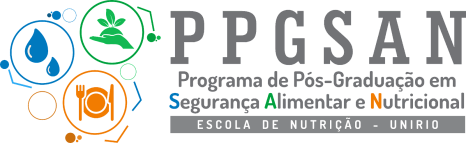 PPGSAN
Programa de Pós-Graduação em
Segurança Alimentar e Nutricional
ESCOLA DE NUTRIÇÃO - UNIRIO